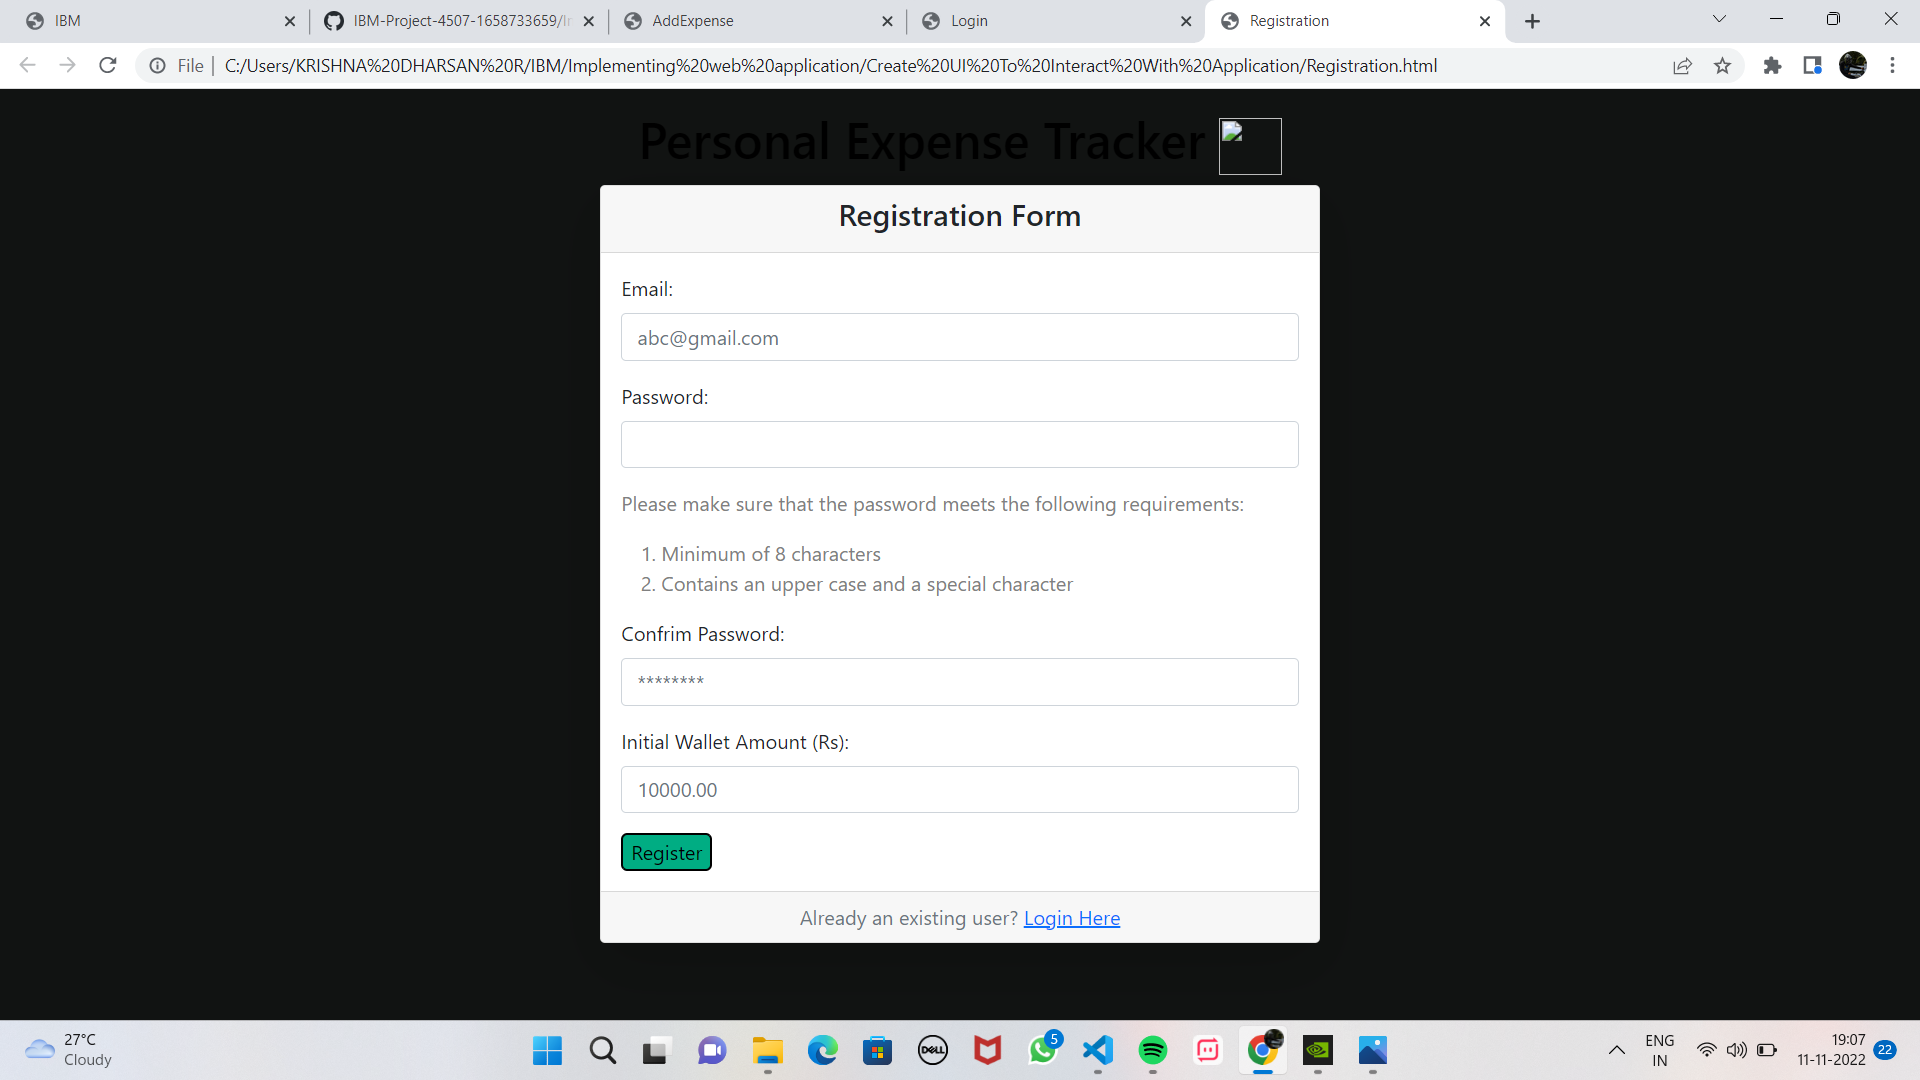 IBM
IBM-Project-4507-1658733659/
AddExpense
Login
Registration
File
C:/Users/KRISHNA%20DHARSAN%20R/IBM/Implementing%20web%20application/Create%20UI%20To%20Interact%20With%20Application/Registration.html
Personal Expense Tracker
Registration Form
Email:
abc@gmail.com
Password:
Please make sure that the password meets the following requirements:
1. Minimum of 8 characters
2. Contains an upper case and a special character
Confrim Password:
********
Initial Wallet Amount (Rs):
10000.00
Register
Already an existing user? Login Here
27°C
Cloudy
DELL
5
ENG
IN
19:07
11-11-2022
22